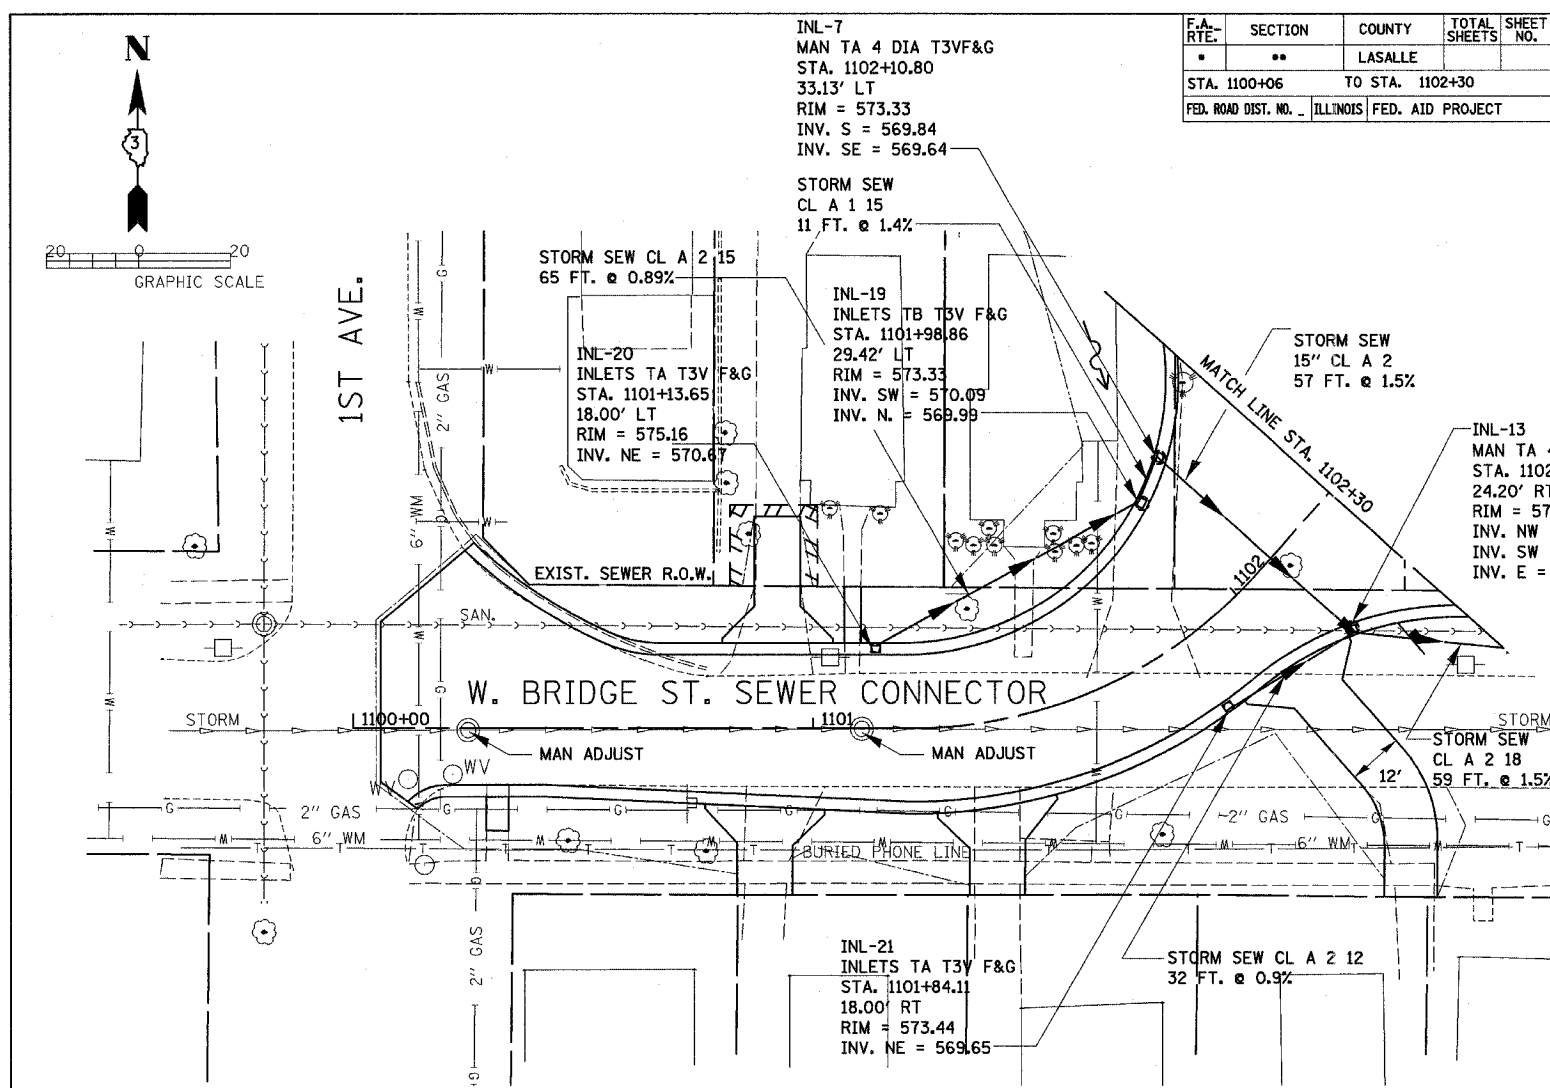 INL-7
MAN TA 4 DIA T3VF&G
STA. 1102+10.80
33.13' LT
RIM = 573.33
INV. S = 569.84
INV. SE = 569.64
F.A.- RTE. SECTION COUNTY TOTAL SHEETS SHEET NO.
* ** LASALLE
STA. 1100+06 TO STA. 1102+30
FED. ROAD DIST. NO. _ ILLINOIS FED. AID PROJECT
N
3
20 0 20
GRAPHIC SCALE
STORM SEW
CL A 1 15
11 FT. @ 1.4%
STORM SEW CL A 2 15
65 FT. @ 0.89%
1ST AVE.
INL-19
INLETS TB T3V F&G
STA. 1101+98.86
29.42' LT
RIM = 573.33
INV. SW = 570.09
INV. N. = 569.99
INL-20
INLETS TA T3V F&G
STA. 1101+13.65
18.00' LT
RIM = 575.16
INV. NE = 570.67
STORM SEW
15" CL A 2
57 FT. @ 1.5%
MATCH LINE STA. 1102+30
INL-13
MAN TA 4
STA. 1102
24.20' RT
RIM = 57
INV. NW
INV. SW
INV. E =
2" GAS
6" WM
EXIST. SEWER R.O.W.
SAN.
1102
W. BRIDGE ST. SEWER CONNECTOR
STORM
1100+00
1101
MAN ADJUST
MAN ADJUST
STORM
STORM SEW
CL A 2 18
59 FT. @ 1.5%
12'
WV
WV
2" GAS
6" WM
BURIED PHONE LINE
2" GAS
6" WM
2" GAS
INL-21
INLETS TA T3V F&G
STA. 1101+84.11
18.00' RT
RIM = 573.44
INV. NE = 569.65
STORM SEW CL A 2 12
32 FT. @ 0.9%